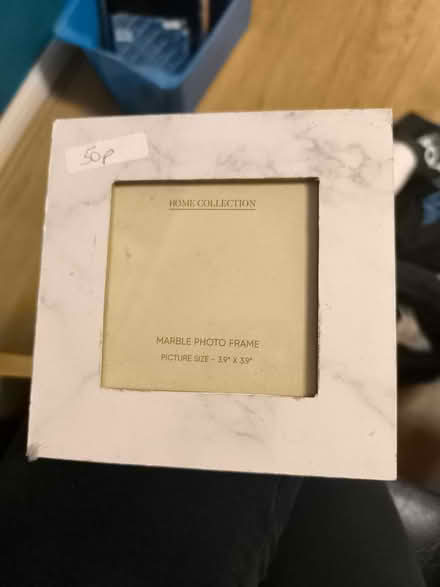 50p
HOME COLLECTION
MARBLE PHOTO FRAME
PICTURE SIZE - 3.9" X 3.9"